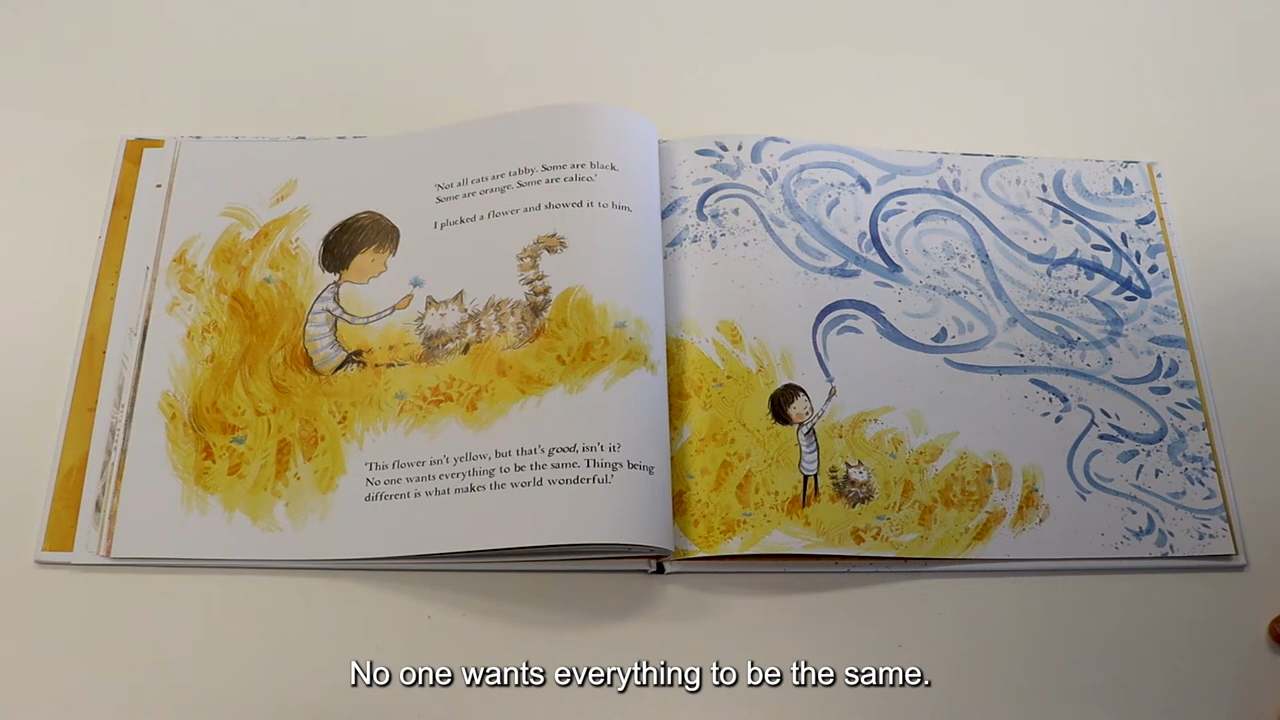 'Not all cats are tabby. Some are black.
Some are orange. Some are calico.'
I plucked a flower and showed it to him.
'This flower isn't yellow, but that's good, isn't it?
No one wants everything to be the same. Things being
different is what makes the world wonderful.'
No one wants everything to be the same.